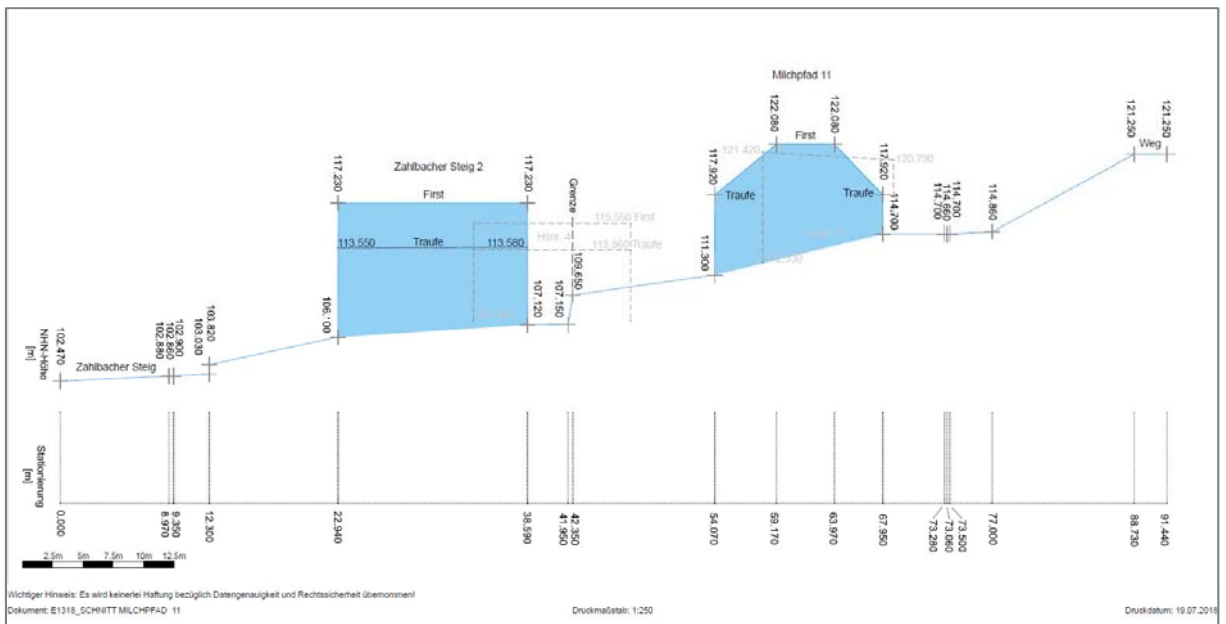 Milchpfad 11
122.080
122.080
First
121.420
120.790
117.920
117.920
Traufe
Traufe
114.700
111.300
114.700
114.660
114.700
114.860
121.250
121.250
Weg
Zahlbacher Steig 2
117.230
117.230
First
113.550
Traufe
113.580
106.100
107.120
107.150
Grenze
109.650
115.550 First
Hsnr. 4
113.360 Traufe
103.820
103.030
102.900
102.860
102.880
102.470
Zahlbacher Steig
NHN-Höhe
[m]
Stationierung
[m]
0.000
8.970
9.350
12.300
22.940
38.590
41.950
42.350
54.070
59.170
63.970
67.950
73.280
73.060
73.500
77.000
88.730
91.440
2.5m 5m 7.5m 10m 12.5m
Wichtiger Hinweis: Es wird keinerlei Haftung bezüglich Datengenauigkeit und Rechtssicherheit übernommen!
Dokument: E1318_SCHNITT MILCHPFAD 11
Druckmaßstab: 1:250
Druckdatum: 19.07.2018